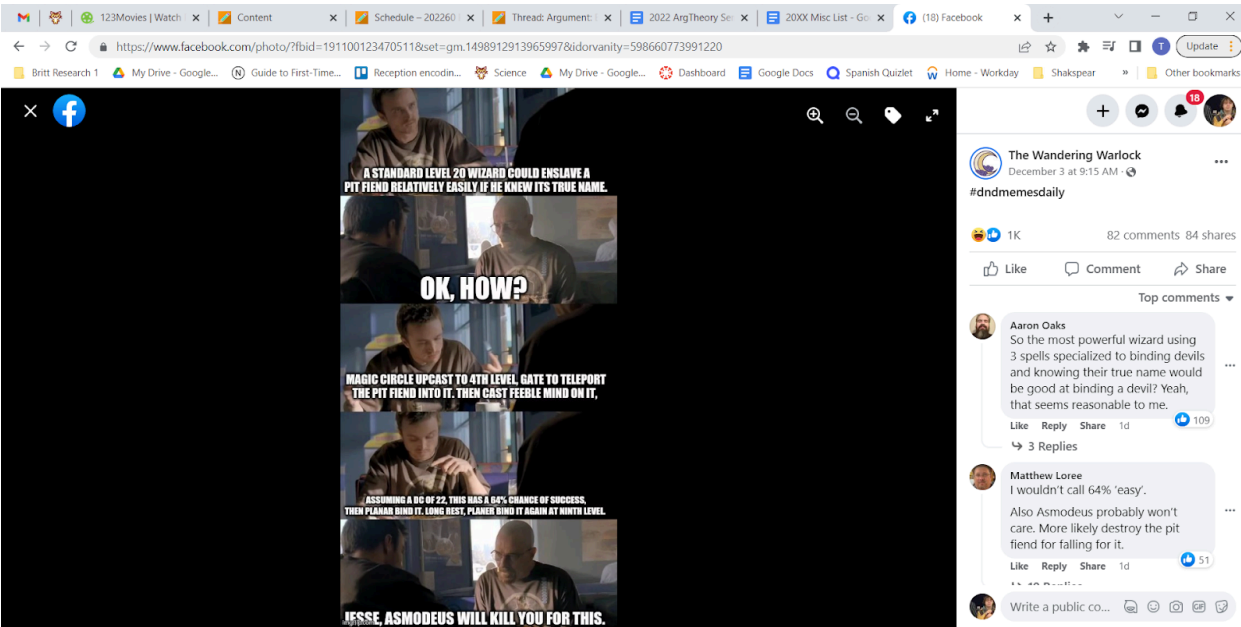 123Movies | Watch
Content
Schedule – 202260
Thread: Argument:
2022 ArgTheory Se
20XX Misc List - Go
(18) Facebook
https://www.facebook.com/photo/?fbid=1911001234705118&set=gm.1498912913965997&idorvanity=598660773991220
T
Update
Britt Research 1
My Drive - Google...
Guide to First-Time...
Reception encodin...
Science
My Drive - Google...
Dashboard
Google Docs
Spanish Quizlet
Home - Workday
Shakspear
»
Other bookmarks
A STANDARD LEVEL 20 WIZARD COULD ENSLAVE A
PIT FIEND RELATIVELY EASILY IF HE KNEW ITS TRUE NAME.
OK, HOW?
MAGIC CIRCLE UPCAST TO 4TH LEVEL, GATE TO TELEPORT
THE PIT FIEND INTO IT. THEN CAST FEEBLE MIND ON IT,
ASSUMING A DC OF 22, THIS HAS A 64% CHANCE OF SUCCESS,
THEN PLANAR BIND IT. LONG REST, PLANER BIND IT AGAIN AT NINTH LEVEL.
JESSE, ASMODEUS WILL KILL YOU FOR THIS.
18
The Wandering Warlock
December 3 at 9:15 AM ·
#dndmemesdaily
1K
82 comments 84 shares
Like
Comment
Share
Top comments
Aaron Oaks
So the most powerful wizard using
3 spells specialized to binding devils
and knowing their true name would
be good at binding a devil? Yeah,
that seems reasonable to me.
109
Like Reply Share 1d
3 Replies
Matthew Loree
I wouldn't call 64% 'easy'.
Also Asmodeus probably won't
care. More likely destroy the pit
fiend for falling for it.
51
Like Reply Share 1d
Write a public co...